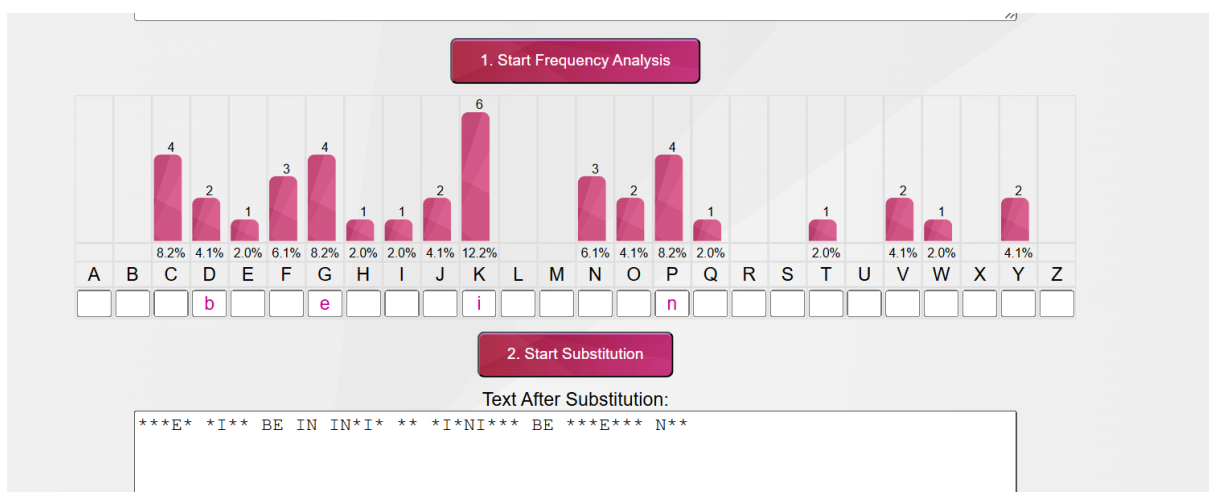 1. Start Frequency Analysis
6
4 4 4
3 3
2 2 2 2 2
1 1 1 1 1 1
8.2% 4.1% 2.0% 6.1% 8.2% 2.0% 2.0% 4.1% 12.2% 6.1% 4.1% 8.2% 2.0% 2.0% 4.1% 2.0% 4.1%
A B C D E F G H I J K L M N O P Q R S T U V W X Y Z
b e i n
2. Start Substitution
Text After Substitution:
***E* *I** BE IN IN*I* ** *I*NI*** BE ***E*** N**